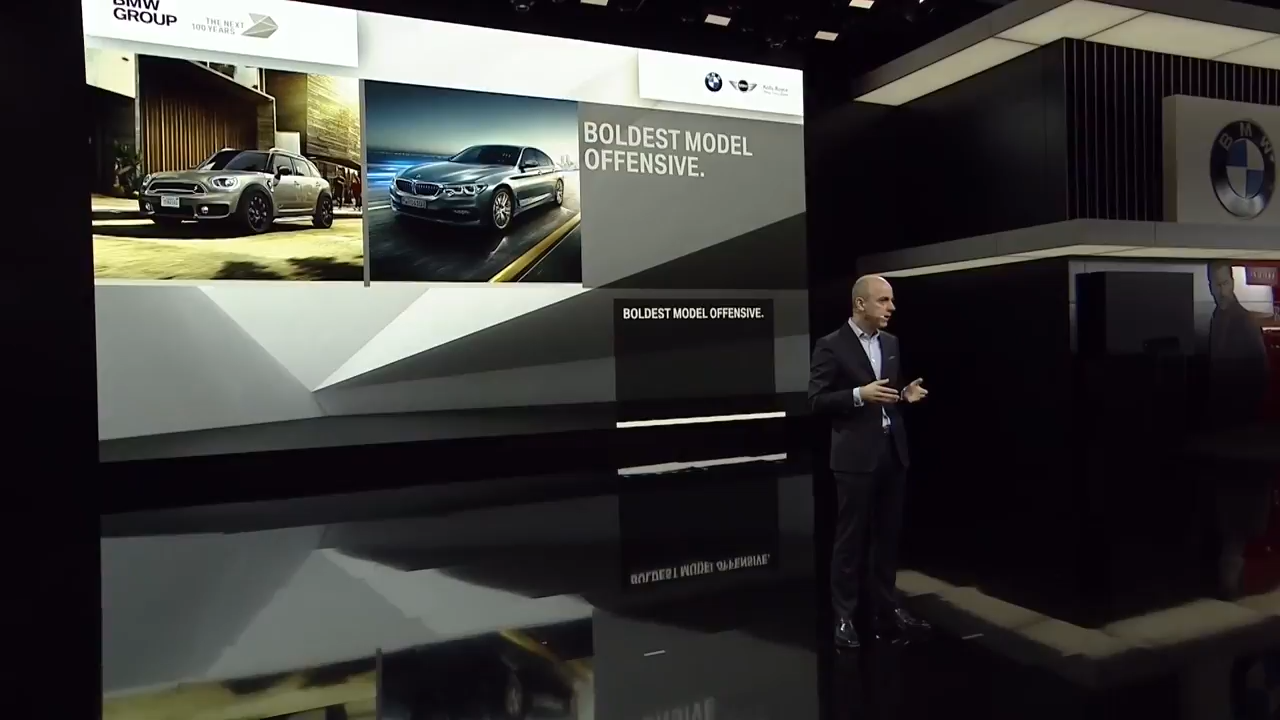 BMW
GROUP
THE NEXT
100 YEARS
BOLDEST MODEL
OFFENSIVE.
BOLDEST MODEL OFFENSIVE.
BMW
BOLDEST MODEL OFFENSIVE.